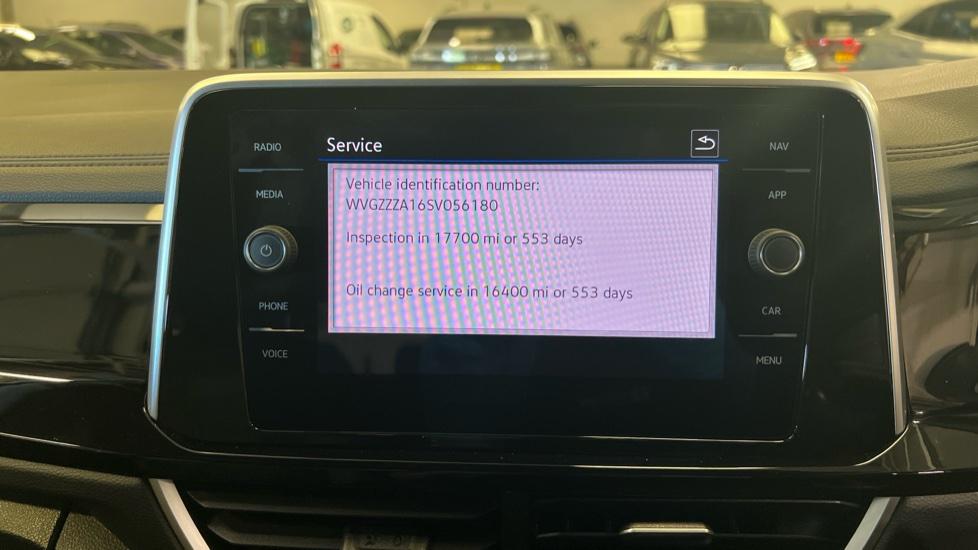 RADIO
MEDIA
PHONE
VOICE
Service
Vehicle identification number:
WVGZZZA16SV056180
Inspection in 17700 mi or 553 days
Oil change service in 16400 mi or 553 days
NAV
APP
CAR
MENU